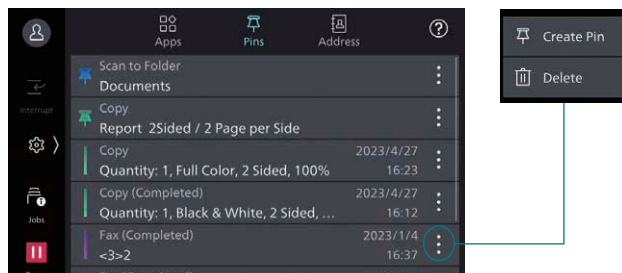 Apps
Pins
Address
?
Scan to Folder
Documents
Interrupt
Copy
Report 2Sided / 2 Page per Side
Copy 2023/4/27
Quantity: 1, Full Color, 2 Sided, 100% 16:23
Copy (Completed) 2023/4/27
Quantity: 1, Black & White, 2 Sided, ... 16:12
Jobs
Fax (Completed) 2023/1/4
<3>2 16:37
Create Pin
Delete